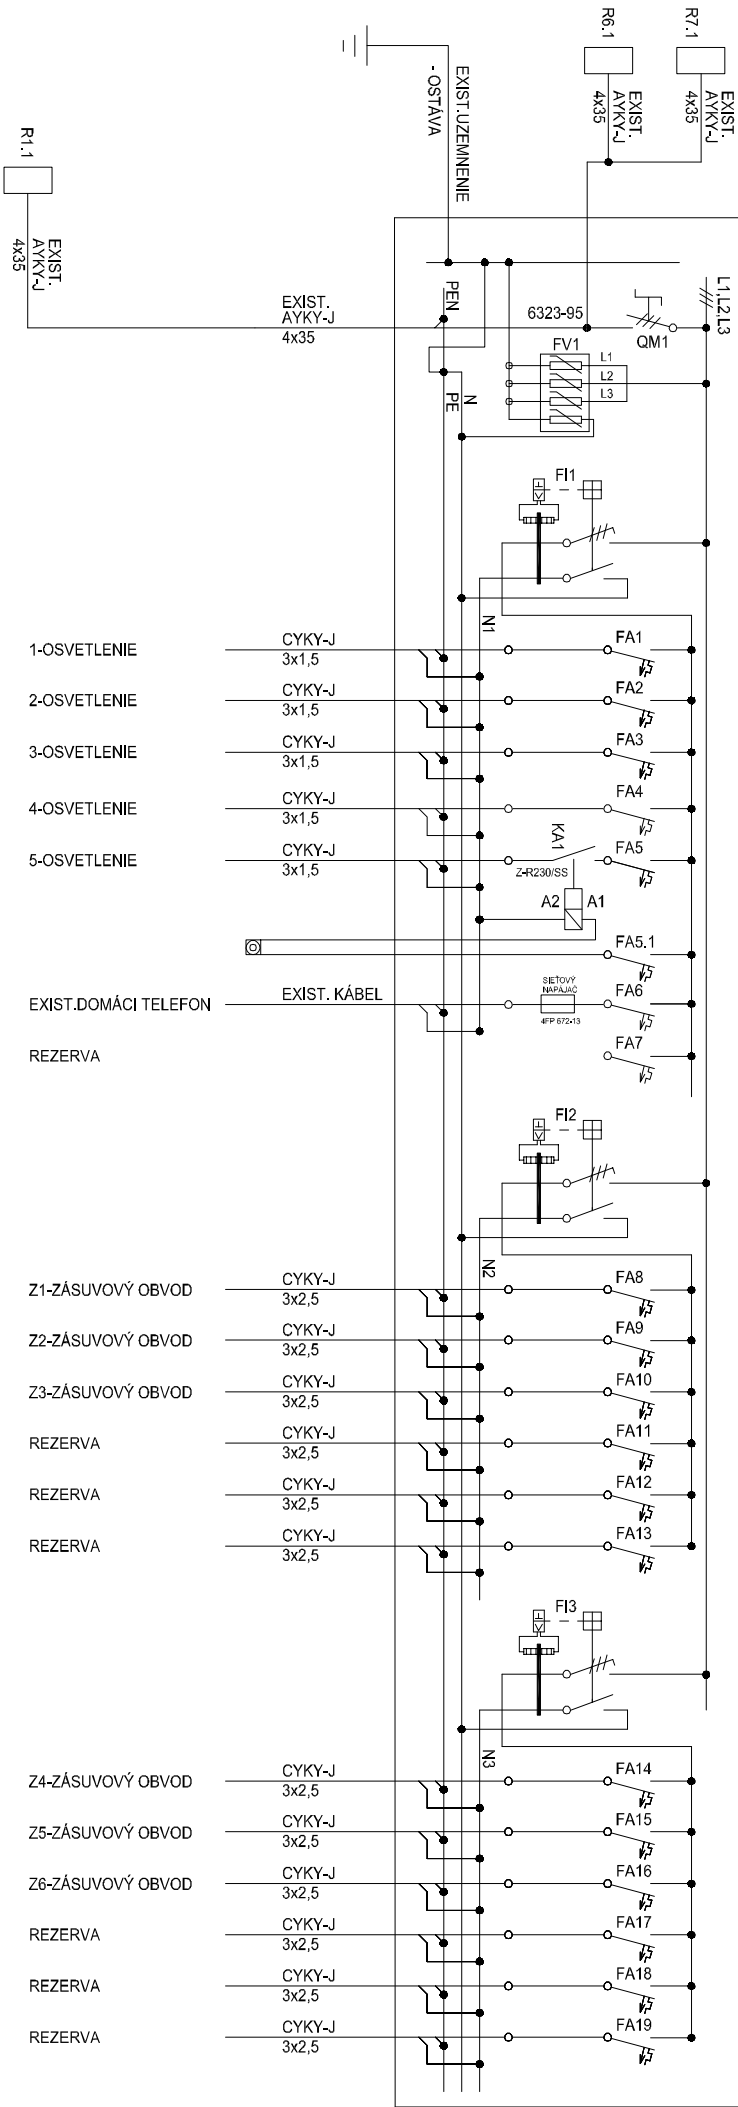 R7.1
EXIST.
AYKY-J
4x35
R6.1
EXIST.
AYKY-J
4x35
EXIST.UZEMNENIE
- OSTÁVA
R1.1
EXIST.
AYKY-J
4x35
L1,L2,L3
PEN
EXIST.
AYKY-J
4x35
6323-95
QM1
FV1
L1
L2
L3
N
PE
FI1
N1
1-OSVETLENIE
CYKY-J
3x1,5
FA1
2-OSVETLENIE
CYKY-J
3x1,5
FA2
3-OSVETLENIE
CYKY-J
3x1,5
FA3
4-OSVETLENIE
CYKY-J
3x1,5
FA4
5-OSVETLENIE
CYKY-J
3x1,5
KA1
Z-R230/SS
FA5
A2
A1
FA5.1
EXIST.DOMÁCI TELEFON
EXIST. KÁBEL
SIEŤOVÝ
NAPÁJAČ
4FP 672-13
FA6
REZERVA
FA7
FI2
N2
Z1-ZÁSUVOVÝ OBVOD
CYKY-J
3x2,5
FA8
Z2-ZÁSUVOVÝ OBVOD
CYKY-J
3x2,5
FA9
Z3-ZÁSUVOVÝ OBVOD
CYKY-J
3x2,5
FA10
REZERVA
CYKY-J
3x2,5
FA11
REZERVA
CYKY-J
3x2,5
FA12
REZERVA
CYKY-J
3x2,5
FA13
FI3
N3
Z4-ZÁSUVOVÝ OBVOD
CYKY-J
3x2,5
FA14
Z5-ZÁSUVOVÝ OBVOD
CYKY-J
3x2,5
FA15
Z6-ZÁSUVOVÝ OBVOD
CYKY-J
3x2,5
FA16
REZERVA
CYKY-J
3x2,5
FA17
REZERVA
CYKY-J
3x2,5
FA18
REZERVA
CYKY-J
3x2,5
FA19